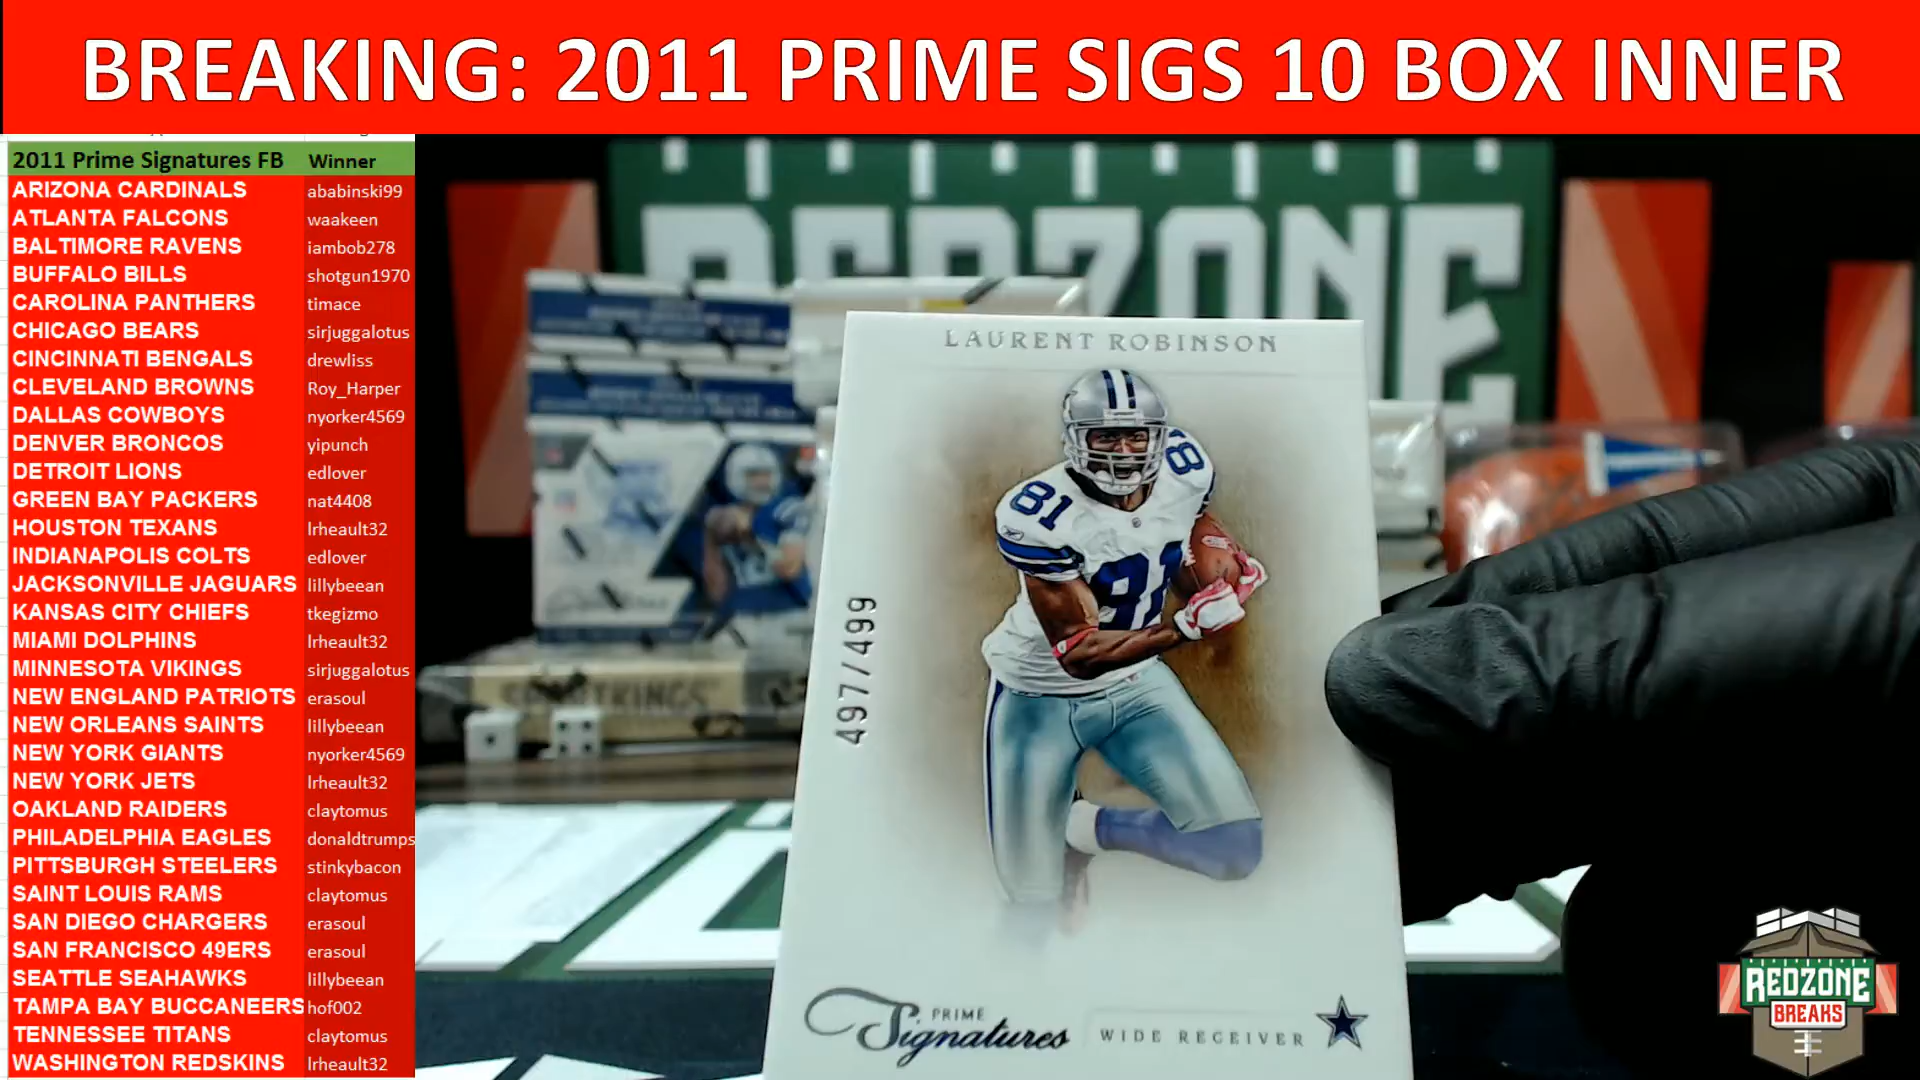 BREAKING: 2011 PRIME SIGS 10 BOX INNER
2011 Prime Signatures FB Winner
ARIZONA CARDINALS ababinski99
ATLANTA FALCONS waakeen
BALTIMORE RAVENS iambob278
BUFFALO BILLS shotgun1970
CAROLINA PANTHERS timace
CHICAGO BEARS sirjuggalotus
CINCINNATI BENGALS drewliss
CLEVELAND BROWNS Roy_Harper
DALLAS COWBOYS nyorker4569
DENVER BRONCOS yipunch
DETROIT LIONS edlover
GREEN BAY PACKERS nat4408
HOUSTON TEXANS lrheault32
INDIANAPOLIS COLTS edlover
JACKSONVILLE JAGUARS lillybeean
KANSAS CITY CHIEFS tkegizmo
MIAMI DOLPHINS lrheault32
MINNESOTA VIKINGS sirjuggalotus
NEW ENGLAND PATRIOTS erasoul
NEW ORLEANS SAINTS lillybeean
NEW YORK GIANTS nyorker4569
NEW YORK JETS lrheault32
OAKLAND RAIDERS claytomus
PHILADELPHIA EAGLES donaldtrumps
PITTSBURGH STEELERS stinkybacon
SAINT LOUIS RAMS claytomus
SAN DIEGO CHARGERS erasoul
SAN FRANCISCO 49ERS erasoul
SEATTLE SEAHAWKS lillybeean
TAMPA BAY BUCCANEERS hof002
TENNESSEE TITANS claytomus
WASHINGTON REDSKINS lrheault32
REDZONE
LAURENT ROBINSON
81
81
81
497/499
SPORTKINGS
PRIME
Signatures
WIDE RECEIVER
REDZONE
BREAKS